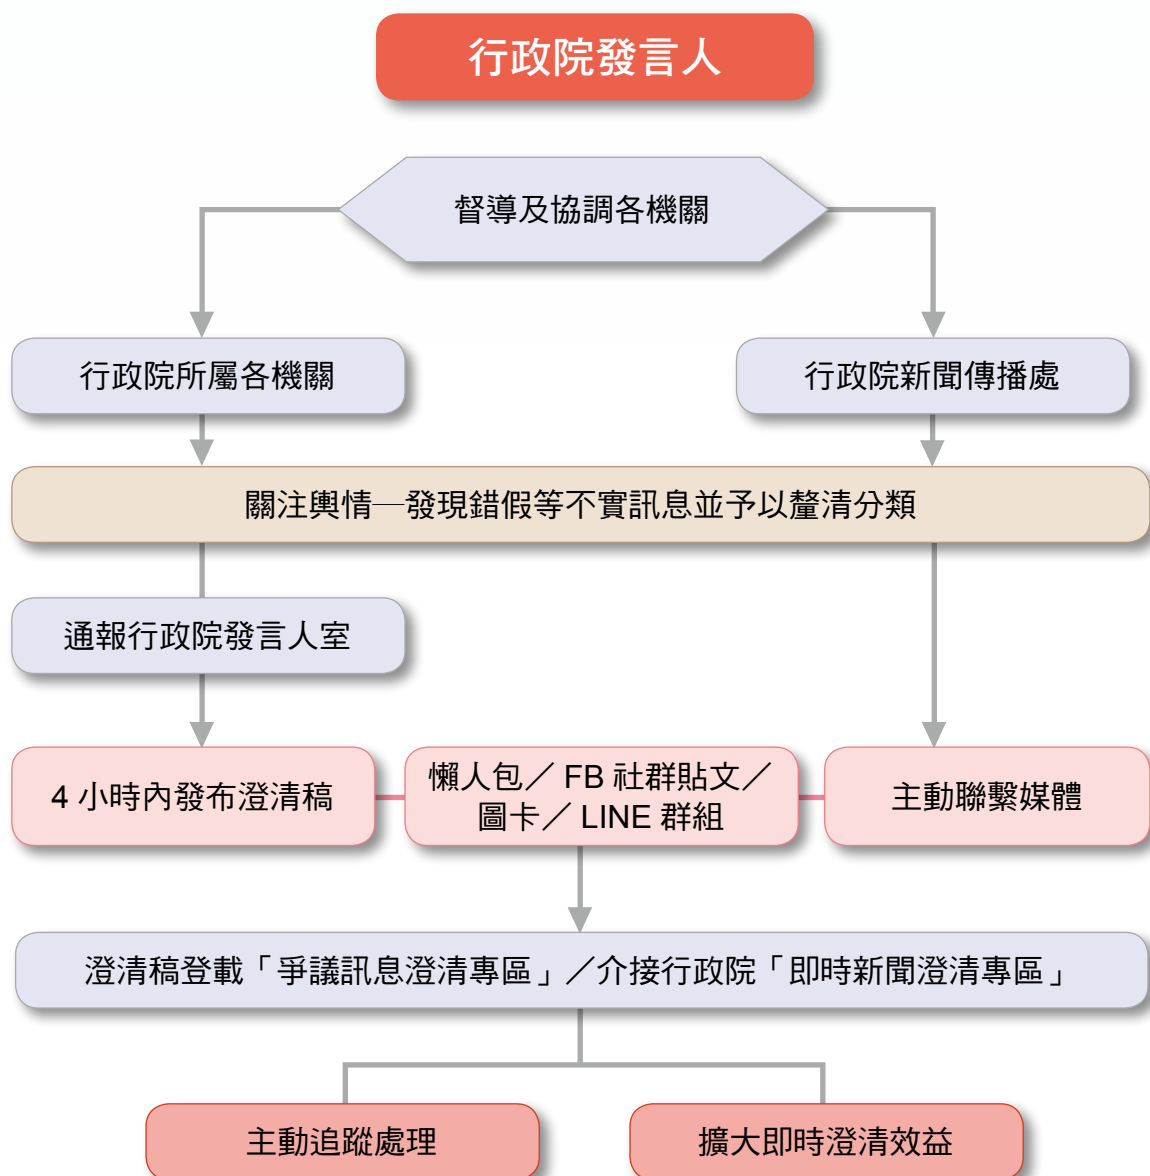 行政院發言人
督導及協調各機關
行政院所屬各機關
行政院新聞傳播處
關注輿情—發現錯假等不實訊息並予以釐清分類
通報行政院發言人室
4 小時內發布澄清稿
懶人包／ FB 社群貼文／
圖卡／ LINE 群組
主動聯繫媒體
澄清稿登載「爭議訊息澄清專區」／介接行政院「即時新聞澄清專區」
主動追蹤處理
擴大即時澄清效益